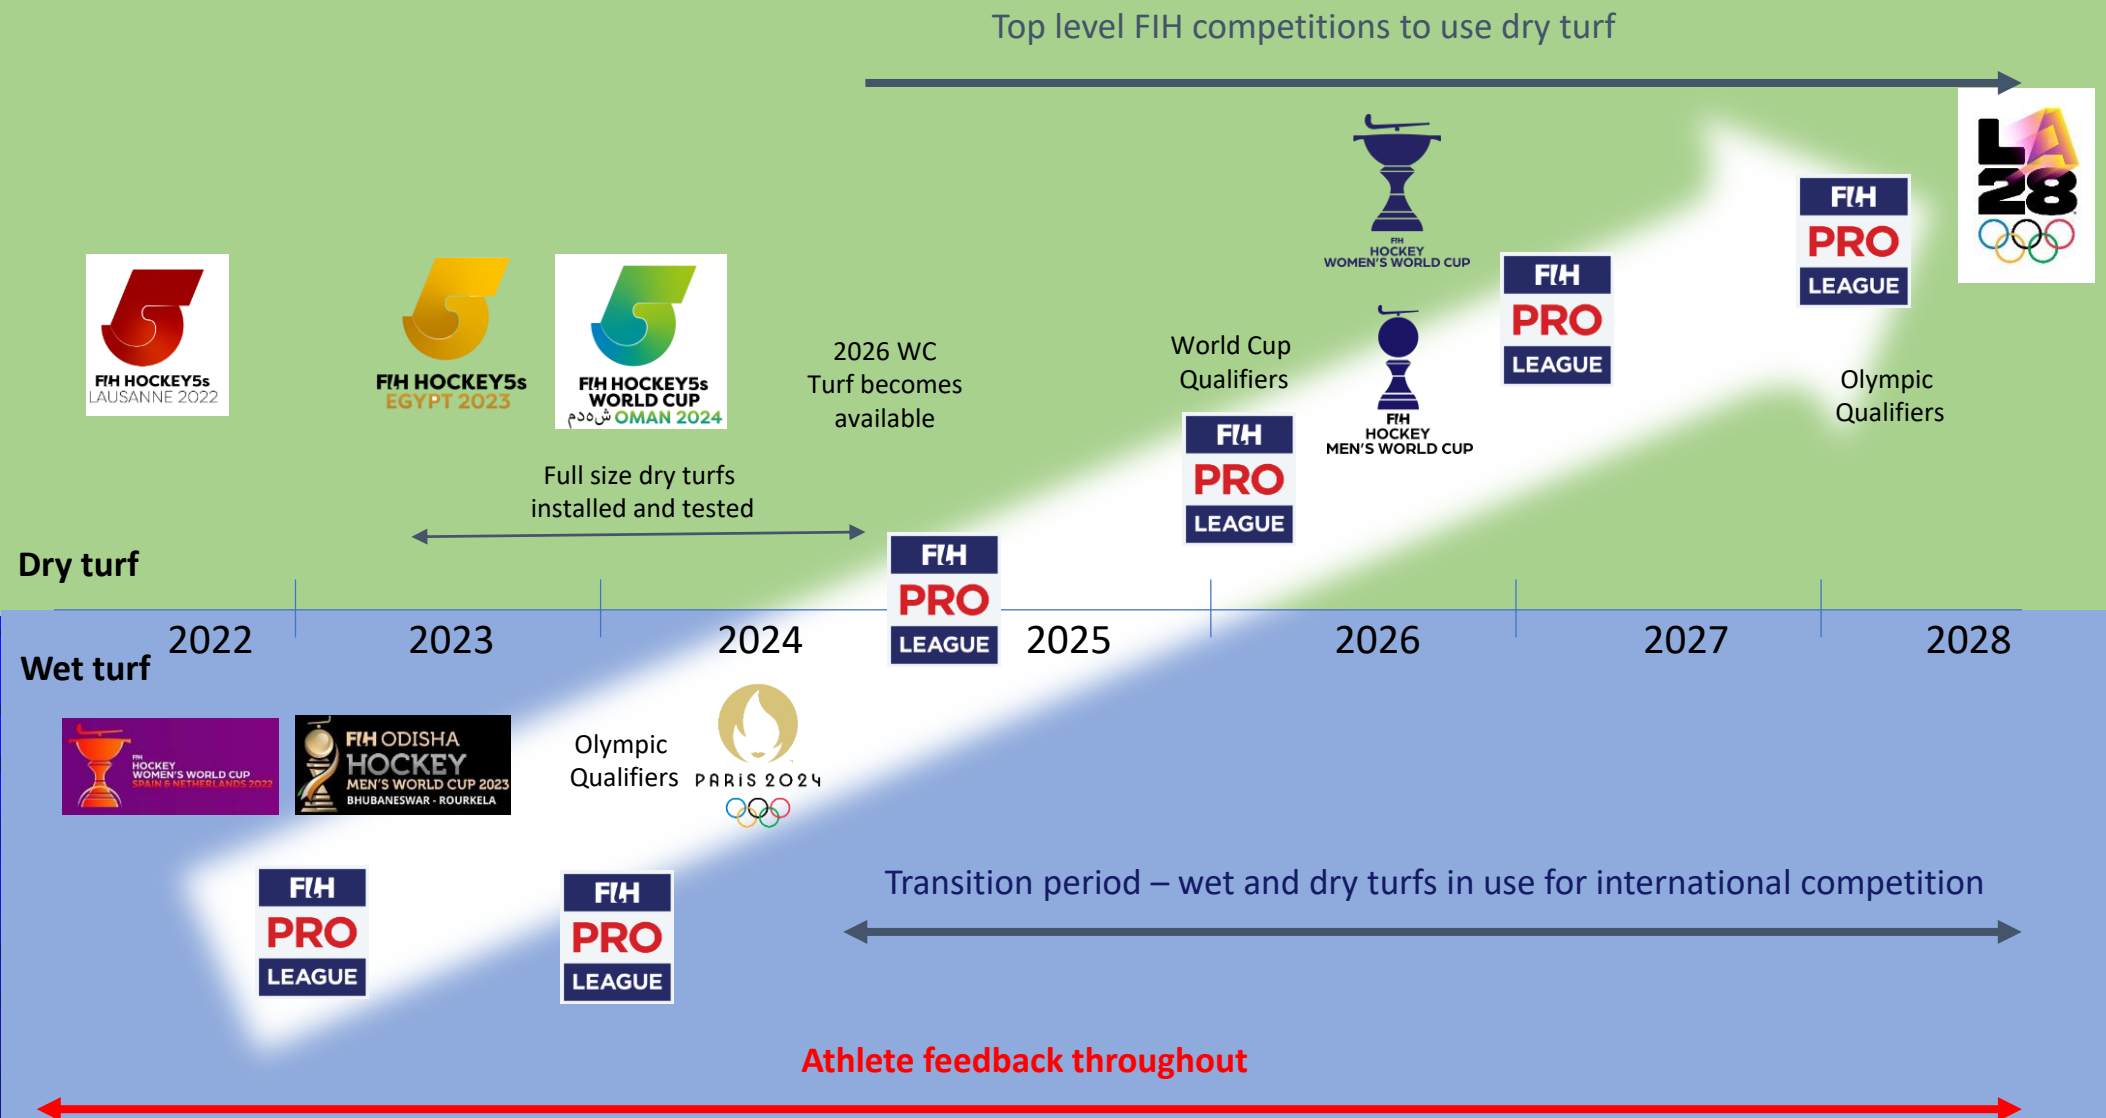 Top level FIH competitions to use dry turf
LA
28
FIH
HOCKEY
WOMEN'S WORLD CUP
FIH
PRO
LEAGUE
FIH
PRO
LEAGUE
5
FIH HOCKEY5s
LAUSANNE 2022
5
FIH HOCKEY5s
EGYPT 2023
5
FIH HOCKEY5s
WORLD CUP
OMAN 2024
2026 WC
Turf becomes
available
World Cup
Qualifiers
FIH
HOCKEY
MEN'S WORLD CUP
Olympic
Qualifiers
FIH
PRO
LEAGUE
Full size dry turfs
installed and tested
FIH
PRO
LEAGUE
Dry turf
2022
2023
2024
2025
2026
2027
2028
Wet turf
FIH
HOCKEY
WOMEN'S WORLD CUP
SPAIN & NETHERLANDS 2022
FIH ODISHA
HOCKEY
MEN'S WORLD CUP 2023
BHUBANESWAR - ROURKELA
Olympic
Qualifiers
PARIS 2024
FIH
PRO
LEAGUE
FIH
PRO
LEAGUE
Transition period – wet and dry turfs in use for international competition
Athlete feedback throughout